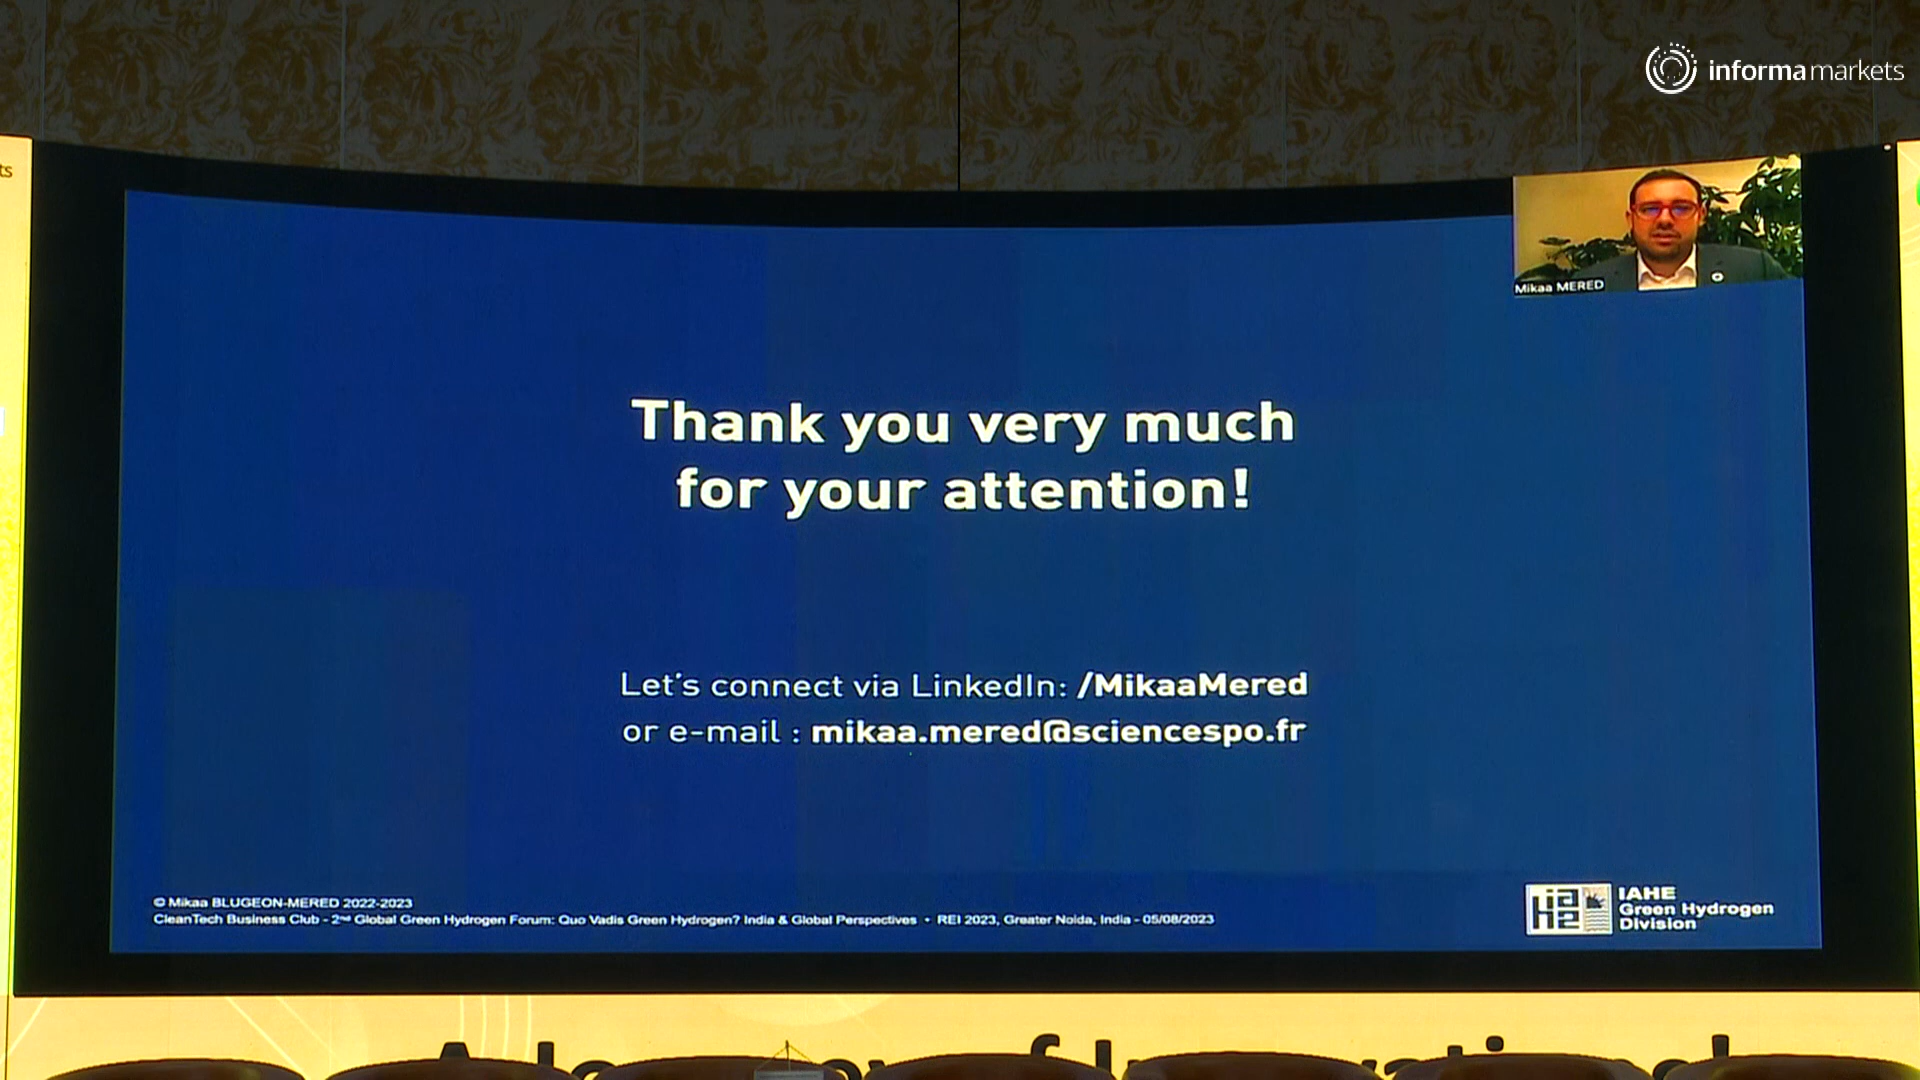 informa markets
ts
Mikaa MERED
Thank you very much
for your attention!
Let's connect via LinkedIn: /MikaaMered
or e-mail : mikaa.mered@sciencespo.fr
© Mikaa BLUGEON-MERED 2022-2023
CleanTech Business Club - 2nd Global Green Hydrogen Forum: Quo Vadis Green Hydrogen? India & Global Perspectives • REI 2023, Greater Noida, India - 05/08/2023
IAHE
Green Hydrogen
Division